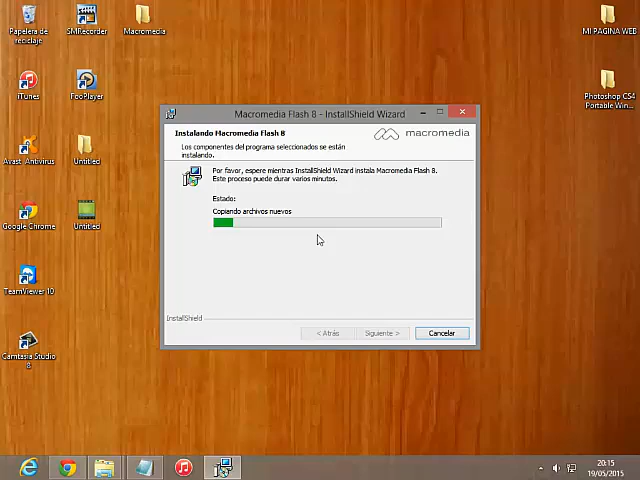 Papelera de
reciclaje
SMRecorder
Macromedia
MI PAGINA WEB
iTunes
FooPlayer
Photoshop CS4
Portable Win...
Avast Antivirus
Untitled
Google Chrome
Untitled
TeamViewer 10
Camtasia Studio
8
Macromedia Flash 8 - InstallShield Wizard
Instalando Macromedia Flash 8
macromedia
Los componentes del programa seleccionados se están
instalando.
Por favor, espere mientras InstallShield Wizard instala Macromedia Flash 8.
Este proceso puede durar varios minutos.
Estado:
Copiando archivos nuevos
InstallShield
< Atrás
Siguiente >
Cancelar
20:15
19/05/2015